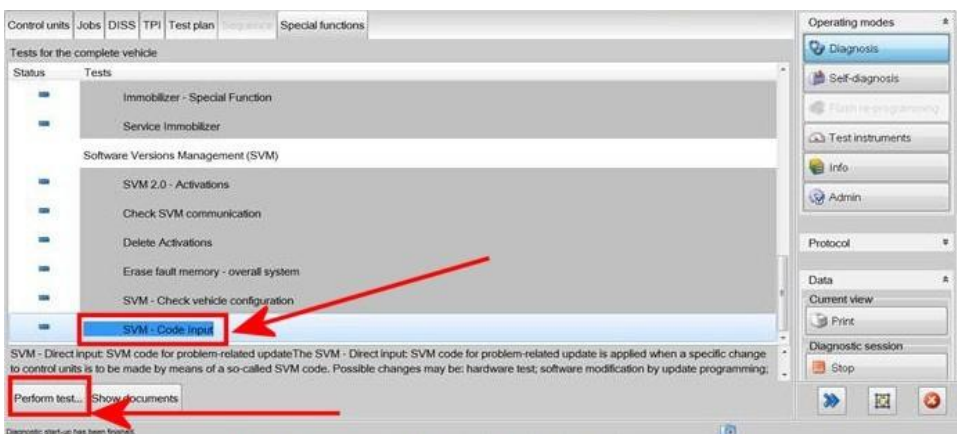 Control units Jobs DISS TPI Test plan Sequence Special functions
Tests for the complete vehicle
Status Tests
Immobilizer - Special Function
Service Immobilizer
Software Versions Management (SVM)
SVM 2.0 - Activations
Check SVM communication
Delete Activations
Erase fault memory - overall system
SVM - Check vehicle configuration
SVM - Code Input
SVM - Direct input: SVM code for problem-related updateThe SVM - Direct input: SVM code for problem-related update is applied when a specific change
to control units is to be made by means of a so-called SVM code. Possible changes may be: hardware test; software modification by update programming;
Perform test... Show documents
Diagnostic start-up has been finished.
Operating modes
Diagnosis
Self-diagnosis
Flash re-programming
Test instruments
Info
Admin
Protocol
Data
Current view
Print
Diagnostic session
Stop